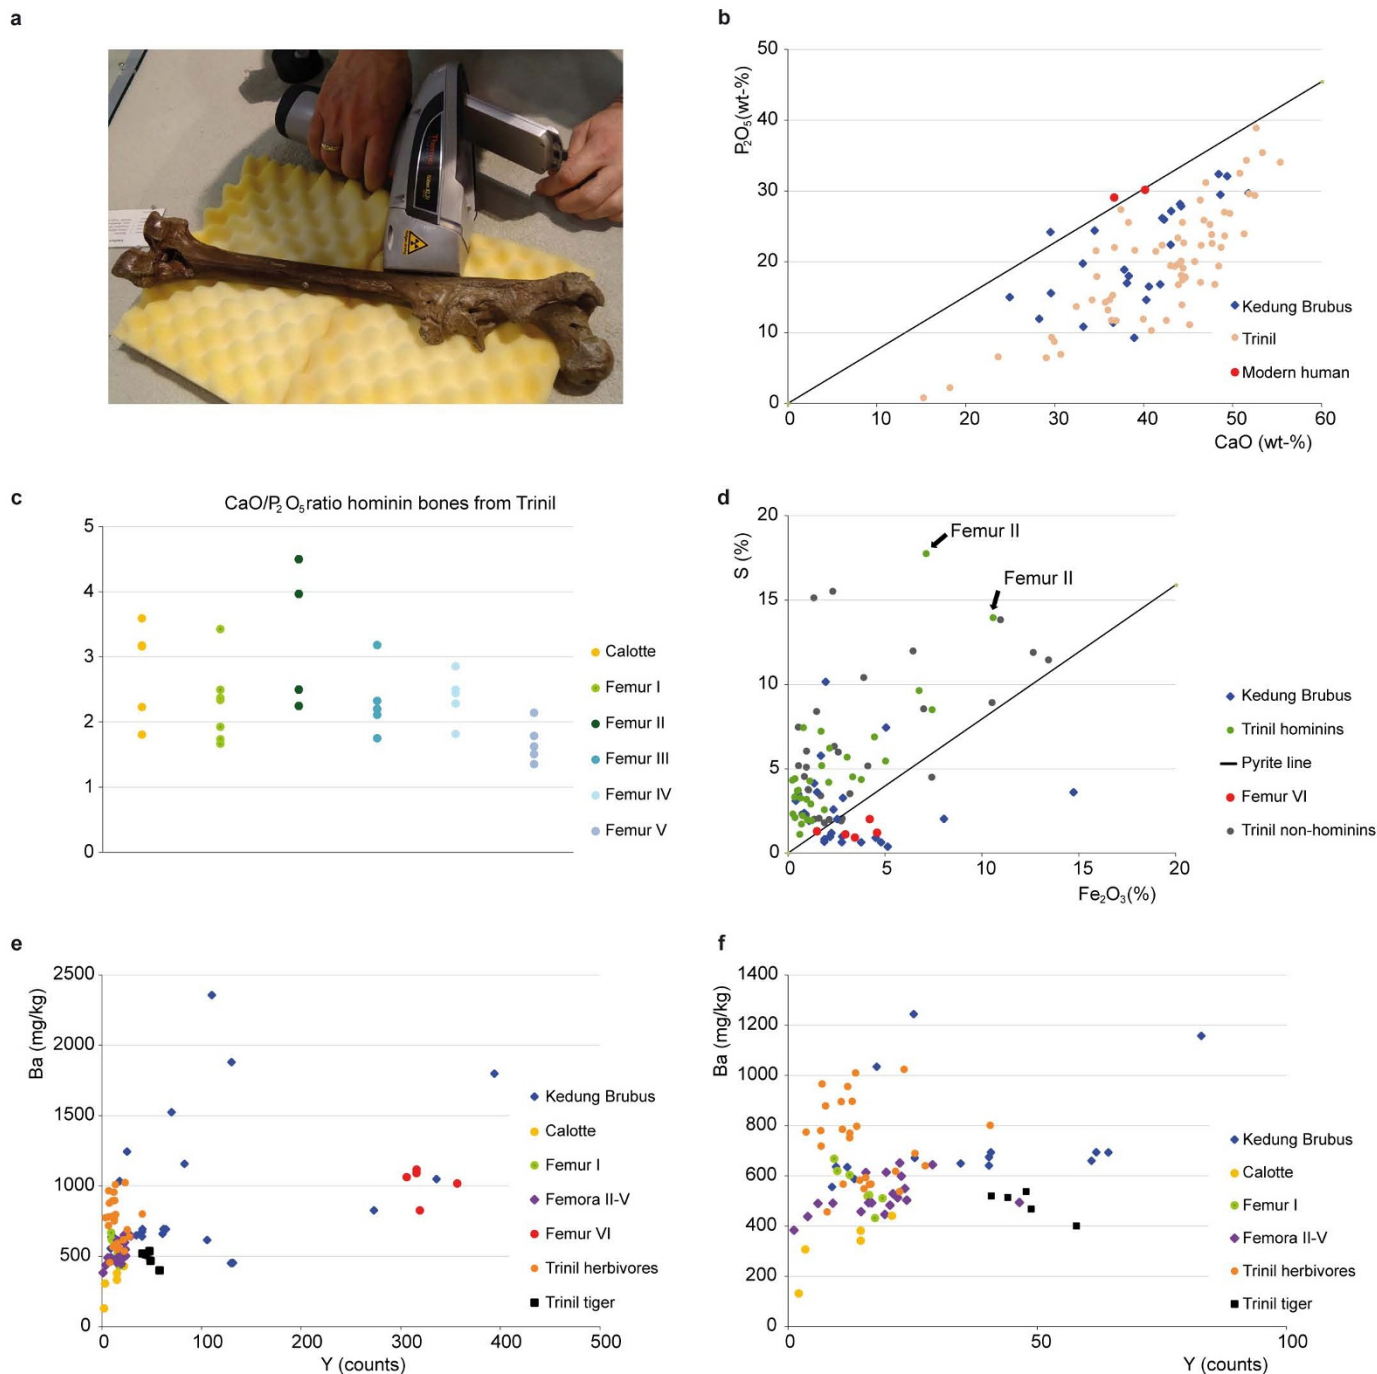 a
b
50
40
30
20
10
0
P₂O₅(wt-%)
Kedung Brubus
Trinil
Modern human
0 10 20 30 40 50 60
CaO (wt-%)
c
CaO/P₂O₅ratio hominin bones from Trinil
5
4
3
2
1
0
Calotte
Femur I
Femur II
Femur III
Femur IV
Femur V
d
20
15
10
5
0
S (%)
Femur II
Femur II
Kedung Brubus
Trinil hominins
Pyrite line
Femur VI
Trinil non-hominins
0 5 10 15 20
Fe₂O₃(%)
e
2500
2000
1500
1000
500
0
Ba (mg/kg)
Kedung Brubus
Calotte
Femur I
Femora II-V
Femur VI
Trinil herbivores
Trinil tiger
0 100 200 300 400 500
Y (counts)
f
1400
1200
1000
800
600
400
200
0
Ba (mg/kg)
Kedung Brubus
Calotte
Femur I
Femora II-V
Trinil herbivores
Trinil tiger
0 50 100
Y (counts)